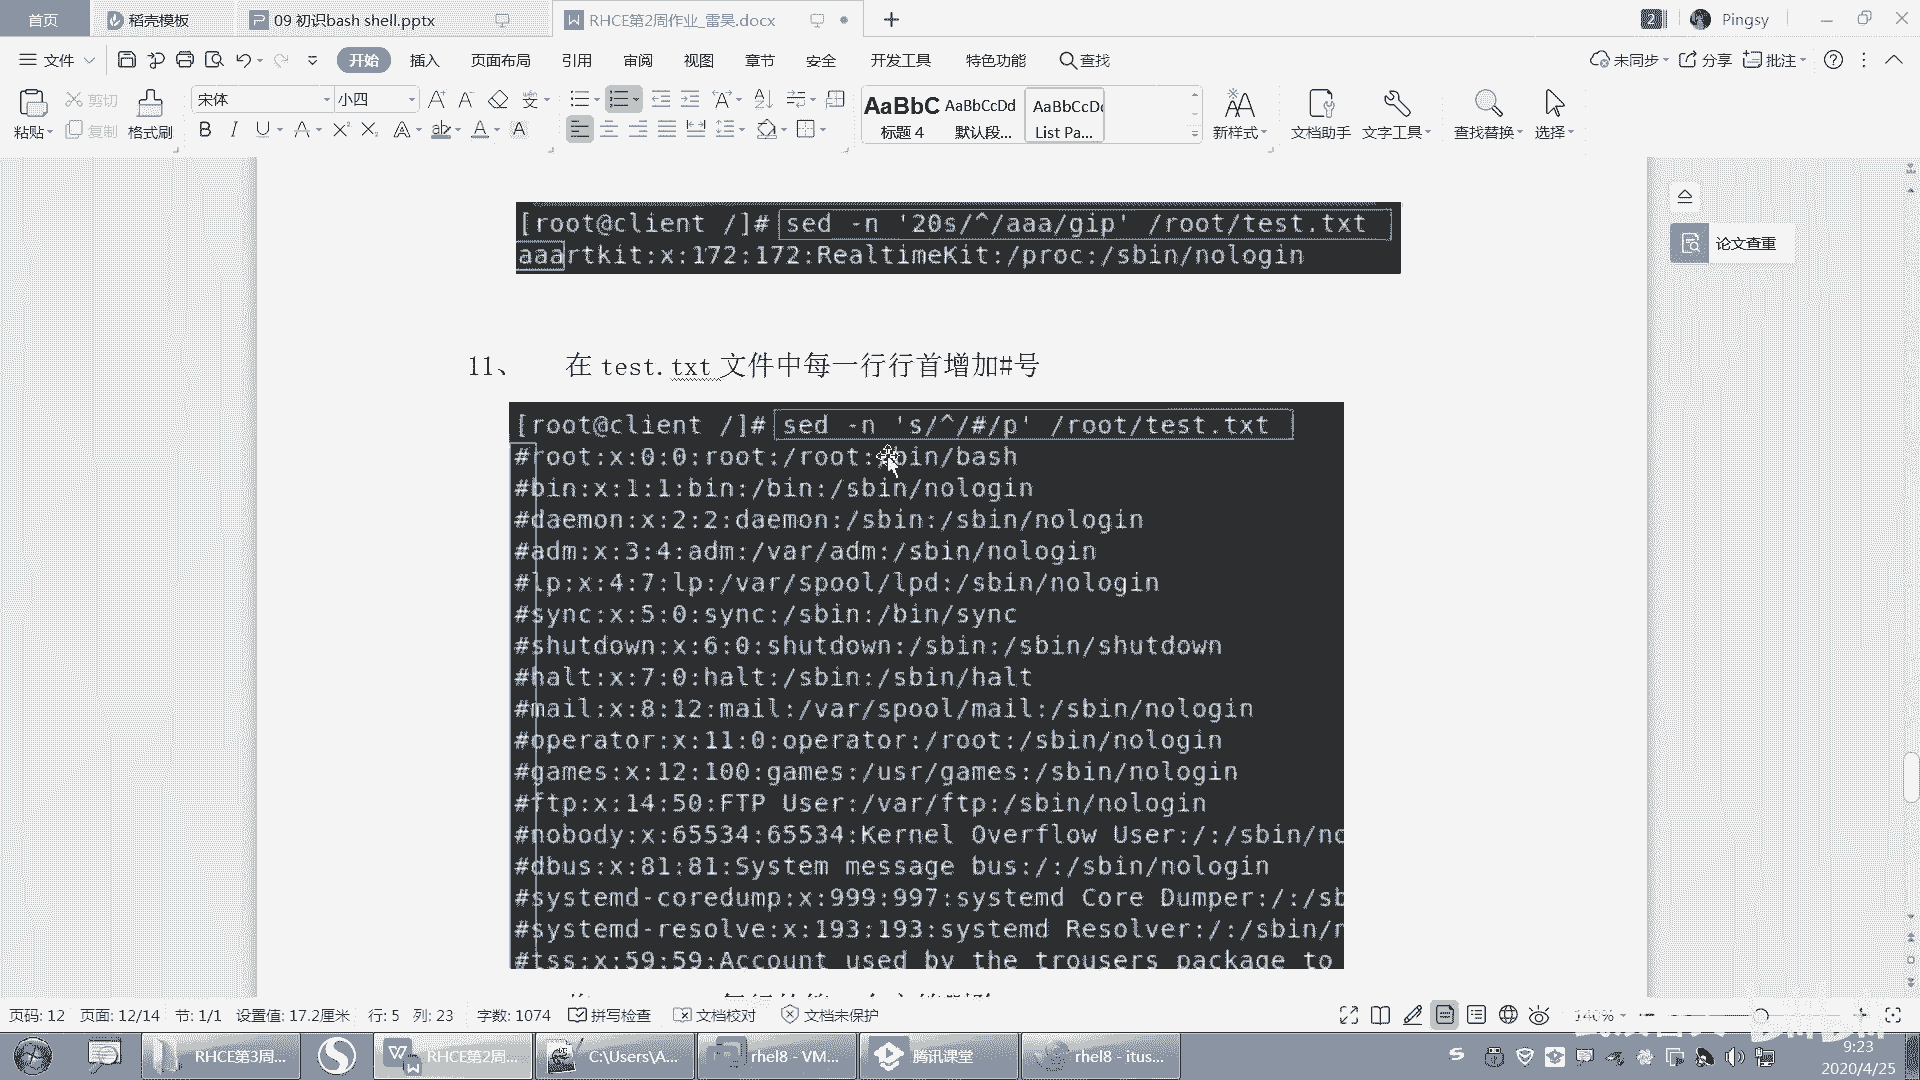 首页
稻壳模板
09 初识bash shell.pptx
RHCE第2周作业_雷昊.docx
2
Pingsy
文件
开始
插入
页面布局
引用
审阅
视图
章节
安全
开发工具
特色功能
查找
未同步
分享
批注
粘贴
剪切
复制
格式刷
宋体
小四
AaBbC
AaBbCcDd
AaBbCcD
标题 4
默认段...
List Pa...
新样式
文档助手
文字工具
查找替换
选择
论文查重
[root@client /]# sed -n '20s/^/aaa/gip' /root/test.txt
aaartkit:x:172:172:RealtimeKit:/proc:/sbin/nologin
11、 在 test.txt 文件中每一行行首增加#号
[root@client /]# sed -n 's/^/#/p' /root/test.txt
#root:x:0:0:root:/root:/bin/bash
#bin:x:1:1:bin:/bin:/sbin/nologin
#daemon:x:2:2:daemon:/sbin:/sbin/nologin
#adm:x:3:4:adm:/var/adm:/sbin/nologin
#lp:x:4:7:lp:/var/spool/lpd:/sbin/nologin
#sync:x:5:0:sync:/sbin:/bin/sync
#shutdown:x:6:0:shutdown:/sbin:/sbin/shutdown
#halt:x:7:0:halt:/sbin:/sbin/halt
#mail:x:8:12:mail:/var/spool/mail:/sbin/nologin
#operator:x:11:0:operator:/root:/sbin/nologin
#games:x:12:100:games:/usr/games:/sbin/nologin
#ftp:x:14:50:FTP User:/var/ftp:/sbin/nologin
#nobody:x:65534:65534:Kernel Overflow User:/:/sbin/no
#dbus:x:81:81:System message bus:/:/sbin/nologin
#systemd-coredump:x:999:997:systemd Core Dumper:/:/sb
#systemd-resolve:x:193:193:systemd Resolver:/:/sbin/n
#tss:x:59:59:Account used by the trousers package to
页码: 12 页面: 12/14 节: 1/1 设置值: 17.2厘米 行: 5 列: 23 字数: 1074 拼写检查 文档校对 文档未保护
140%
RHCE第3周...
RHCE第2周...
C:\Users\A...
rhel8 - VM...
腾讯课堂
rhel8 - itus...
9:23
2020/4/25